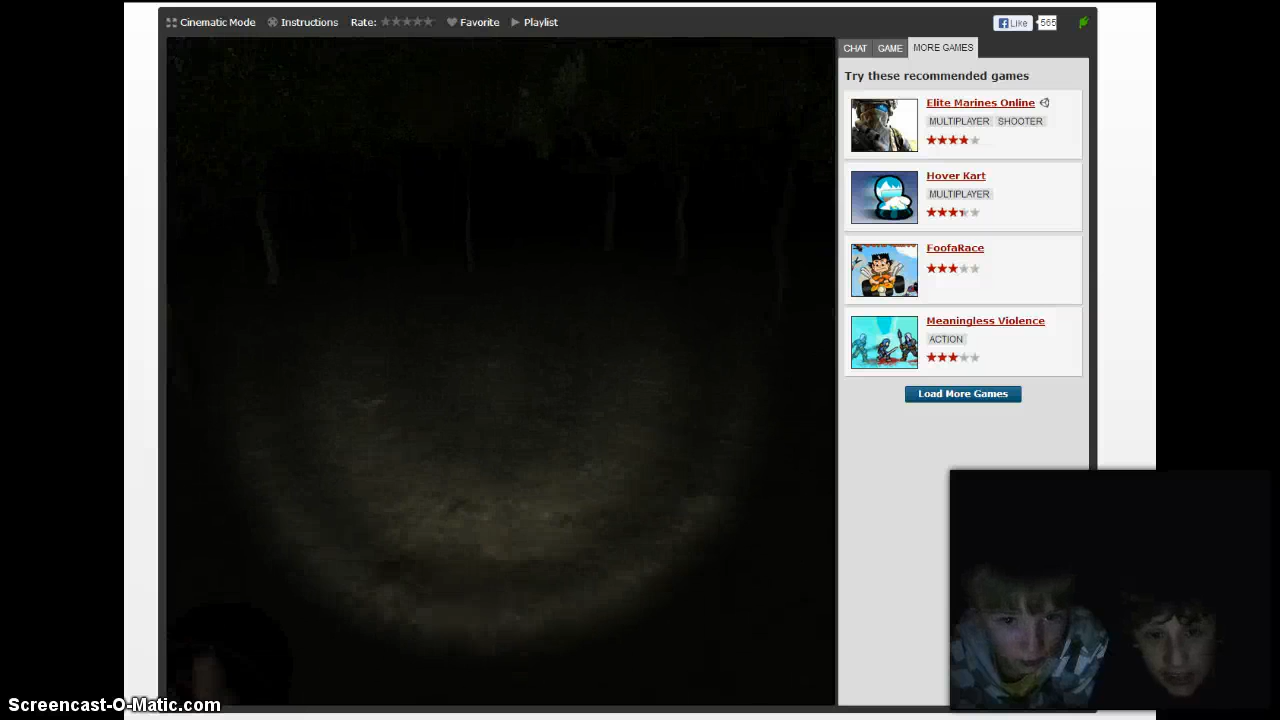 Cinematic Mode Instructions Rate: Favorite Playlist Like 565
CHAT GAME MORE GAMES
Try these recommended games
Elite Marines Online
MULTIPLAYER SHOOTER
Hover Kart
MULTIPLAYER
FoofaRace
Meaningless Violence
ACTION
Load More Games
Screencast-O-Matic.com